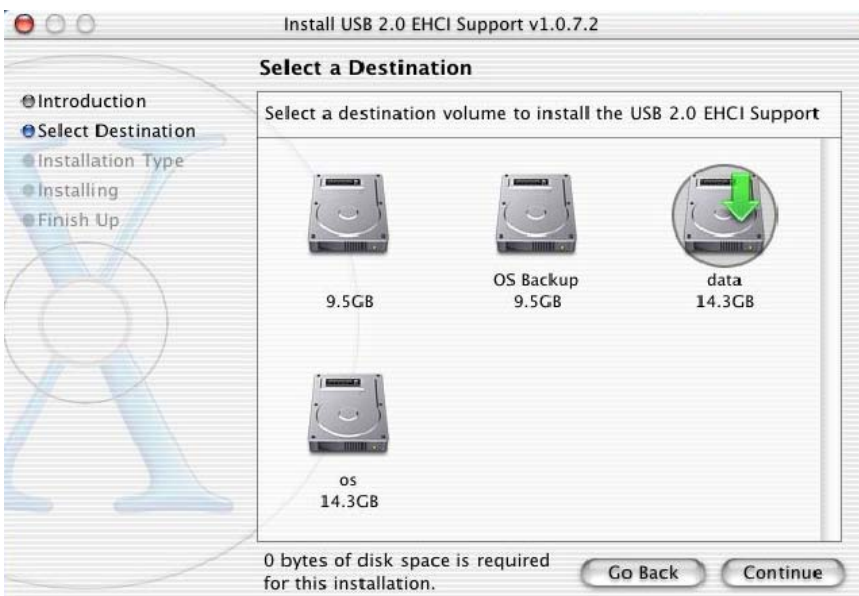 Install USB 2.0 EHCI Support v1.0.7.2
Select a Destination
Introduction
Select Destination
Installation Type
Installing
Finish Up
Select a destination volume to install the USB 2.0 EHCI Support
9.5GB
OS Backup
9.5GB
data
14.3GB
os
14.3GB
0 bytes of disk space is required
for this installation.
Go Back
Continue